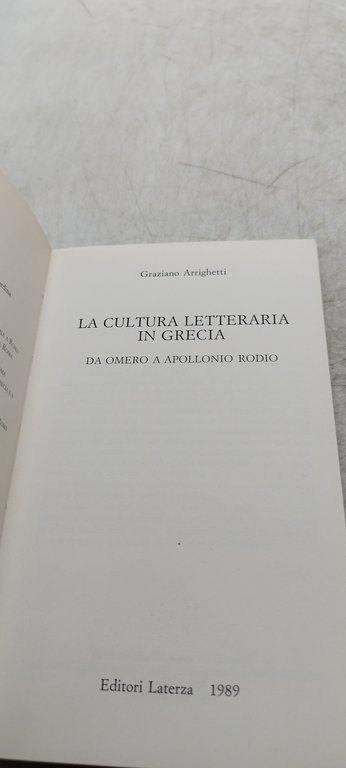 Graziano Arrighetti
LA CULTURA LETTERARIA
IN GRECIA
DA OMERO A APOLLONIO RODIO
Editori Laterza 1989